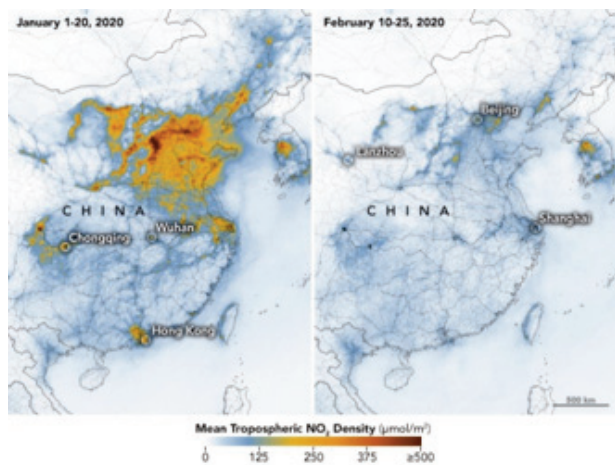 January 1-20, 2020
CHINA
Chongqing
Wuhan
Hong Kong
February 10-25, 2020
Beijing
Lanzhou
CHINA
Shanghai
500 km
Mean Tropospheric NO₂ Density (μmol/m²)
0 125 250 375 ≥500